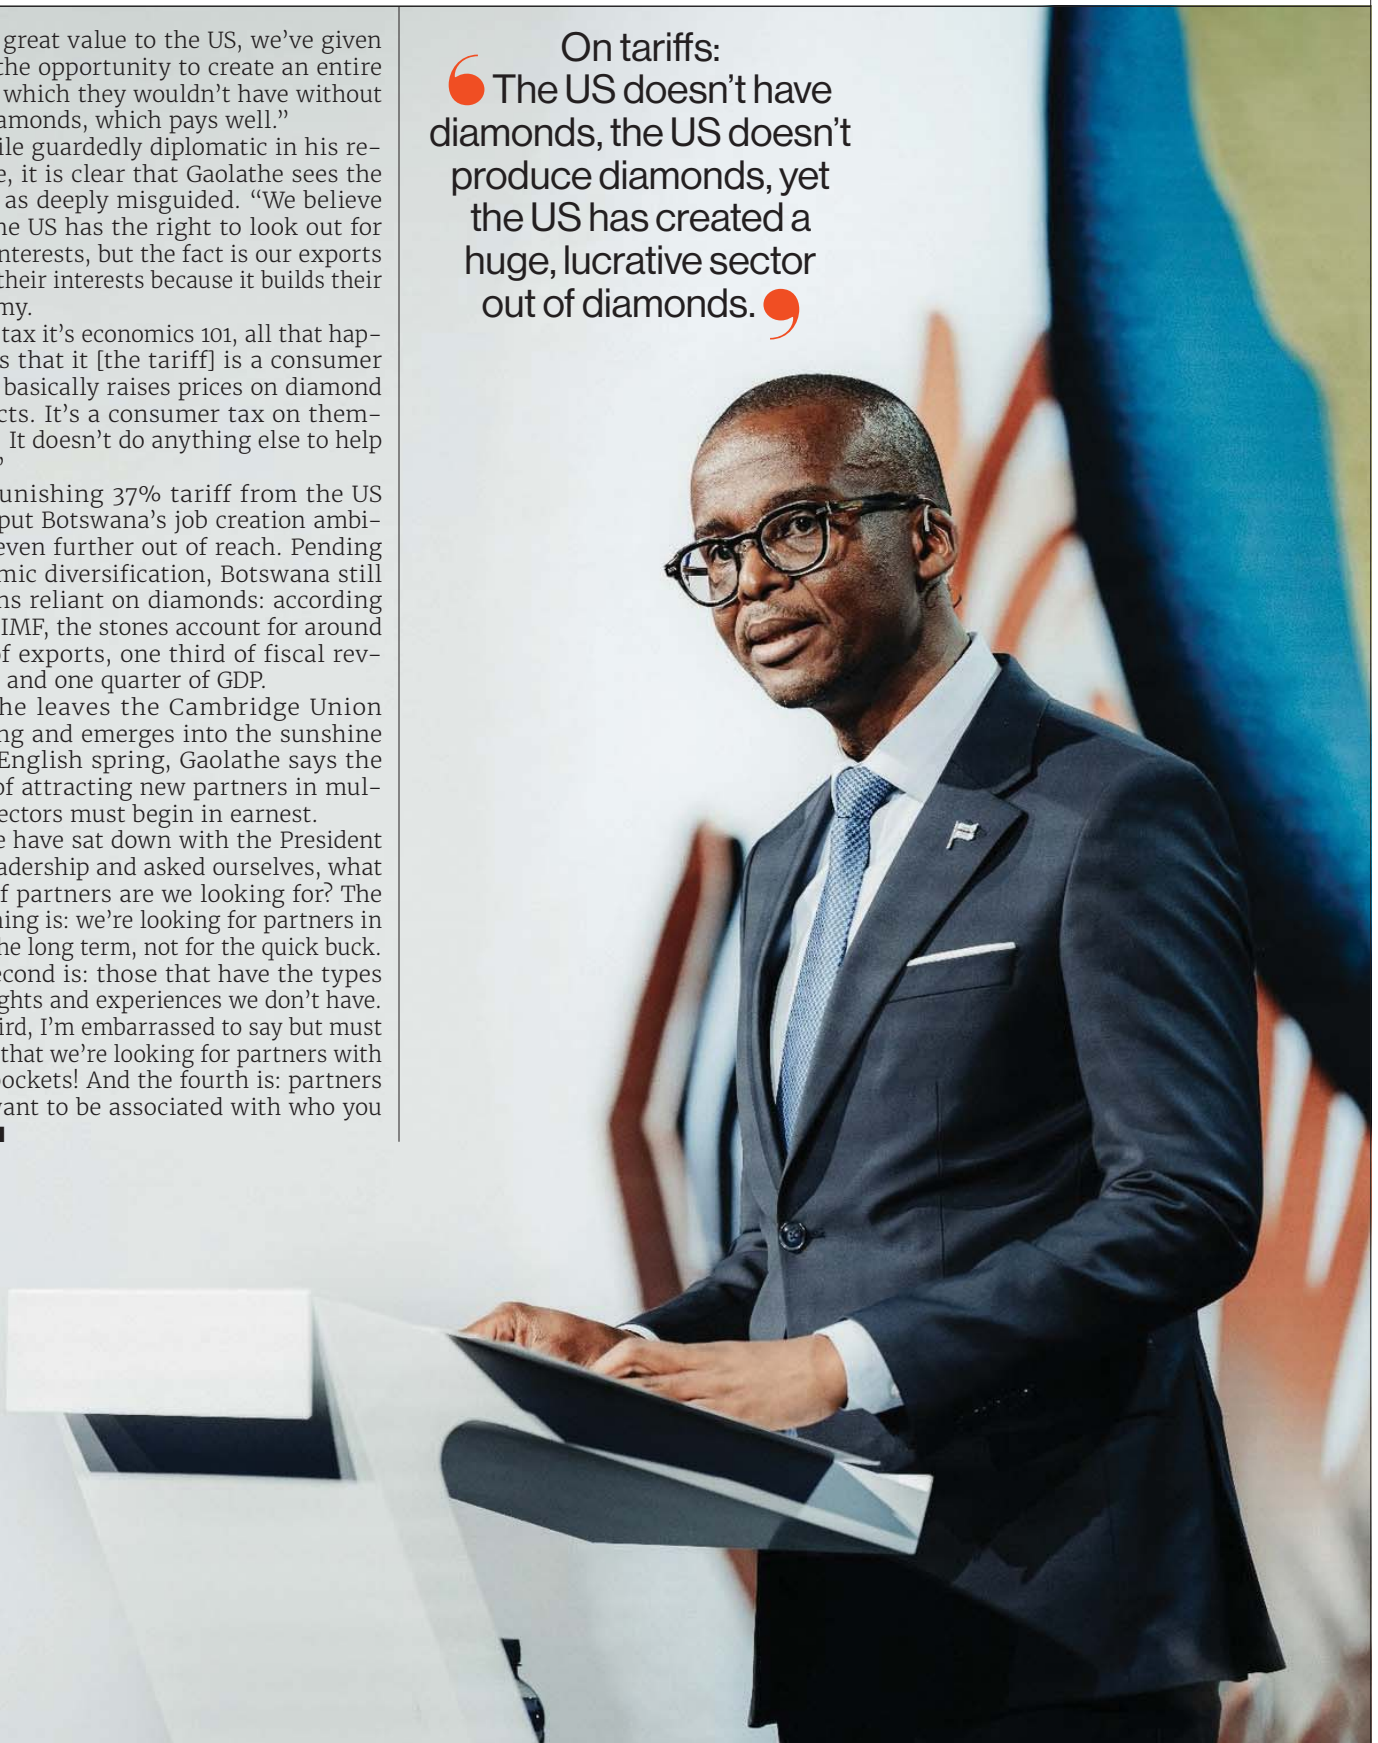 great value to the US, we've given
the opportunity to create an entire
which they wouldn't have without
amonds, which pays well."
ile guardedly diplomatic in his re-
e, it is clear that Gaolathe sees the
as deeply misguided. "We believe
he US has the right to look out for
nterests, but the fact is our exports
their interests because it builds their
my.
tax it's economics 101, all that hap-
s that it [the tariff] is a consumer
basically raises prices on diamond
cts. It's a consumer tax on them-
It doesn't do anything else to help
"
unishing 37% tariff from the US
put Botswana's job creation ambi-
even further out of reach. Pending
mic diversification, Botswana still
ns reliant on diamonds: according
IMF, the stones account for around
of exports, one third of fiscal rev-
and one quarter of GDP.
he leaves the Cambridge Union
ng and emerges into the sunshine
English spring, Gaolathe says the
of attracting new partners in mul-
ectors must begin in earnest.
e have sat down with the President
adership and asked ourselves, what
f partners are we looking for? The
ning is: we're looking for partners in
he long term, not for the quick buck.
econd is: those that have the types
ghts and experiences we don't have.
ird, I'm embarrassed to say but must
that we're looking for partners with
pockets! And the fourth is: partners
vant to be associated with who you
On tariffs:
‘The US doesn't have
diamonds, the US doesn't
produce diamonds, yet
the US has created a
huge, lucrative sector
out of diamonds.’